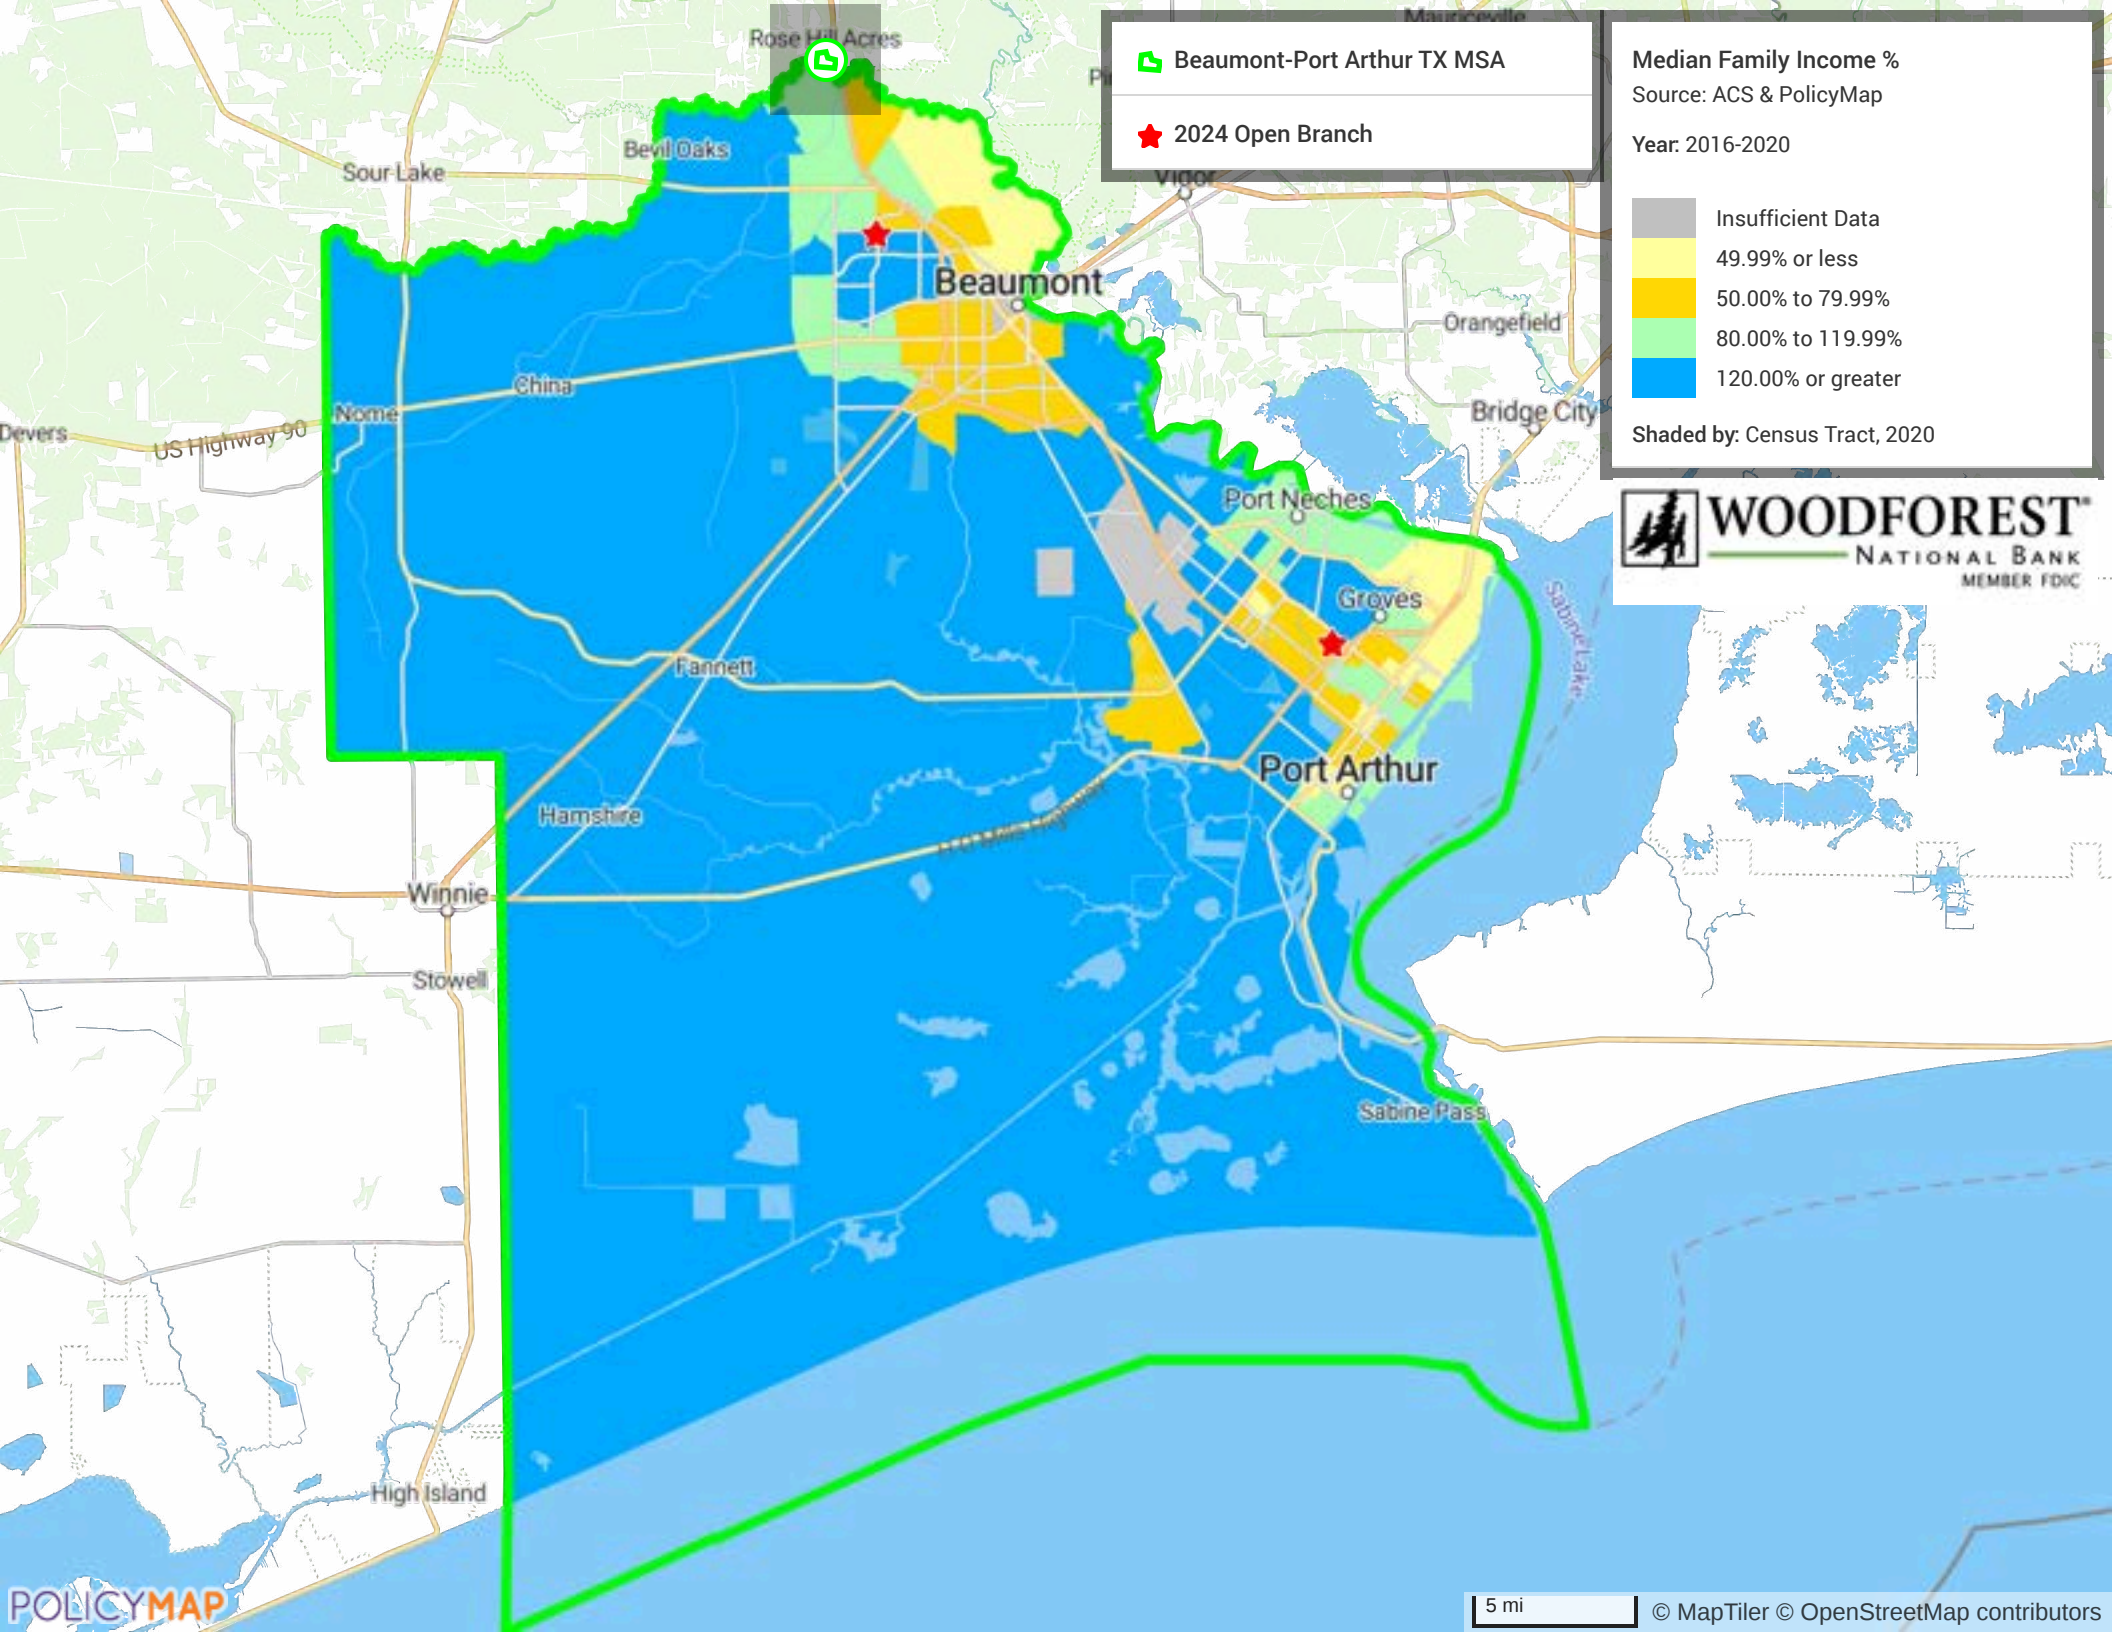 Mauriceville
Rose Hill Acres
Beaumont-Port Arthur TX MSA
2024 Open Branch
Median Family Income %
Source: ACS & PolicyMap
Year: 2016-2020
Insufficient Data
49.99% or less
50.00% to 79.99%
80.00% to 119.99%
120.00% or greater
Shaded by: Census Tract, 2020
WOODFOREST®
NATIONAL BANK
MEMBER FDIC
Bevil Oaks
Sour Lake
Vidor
Beaumont
Orangefield
China
Nome
Bridge City
Devers
US Highway 90
Port Neches
Groves
Sabine Lake
Fannett
Port Arthur
Hamshire
Winnie
Stowell
Sabine Pass
High Island
POLICYMAP
5 mi
© MapTiler © OpenStreetMap contributors